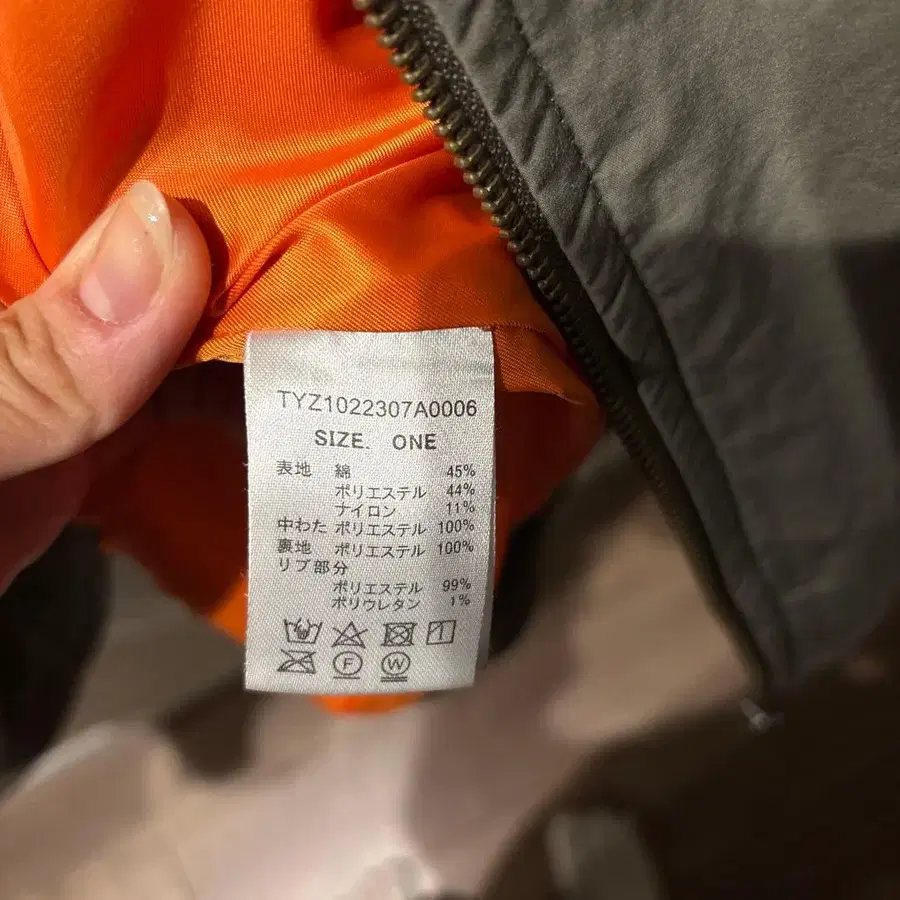 TYZ1022307A0006
SIZE. ONE
表地 綿 45%
ポリエステル 44%
ナイロン 11%
中わた ポリエステル 100%
裏地 ポリエステル 100%
リブ部分
ポリエステル 99%
ポリウレタン 1%
F W